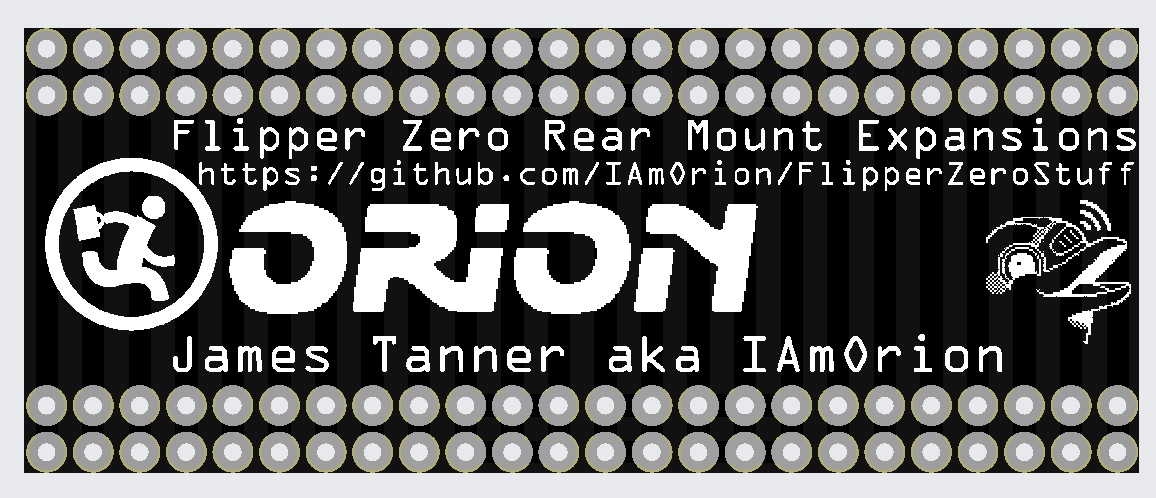 Flipper Zero Rear Mount Expansions
https://github.com/IAmOrion/FlipperZeroStuff
ORiON
James Tanner aka IAmOrion